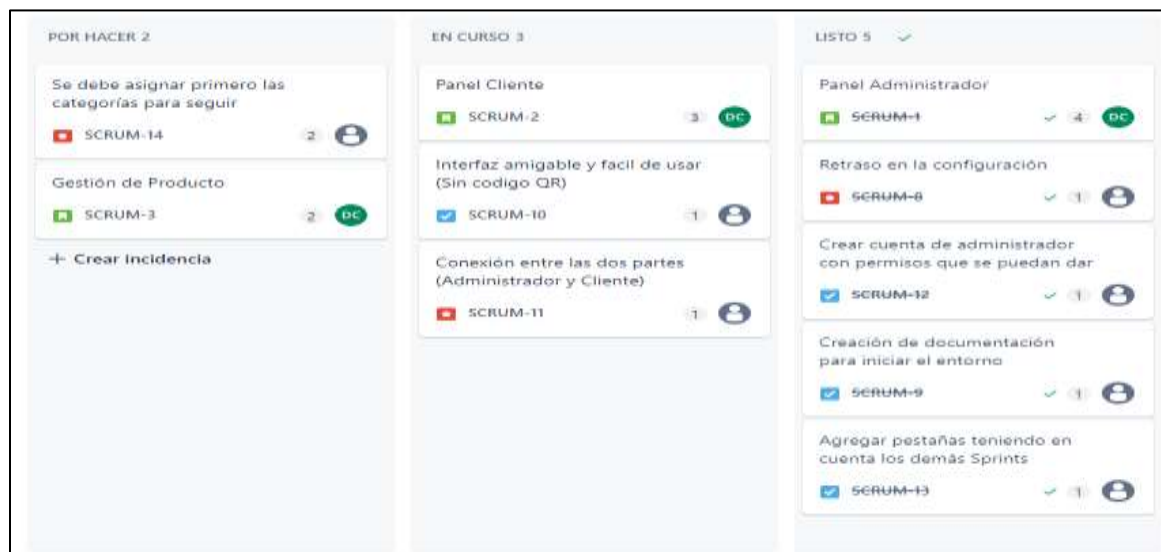 POR HACER 2
Se debe asignar primero las
categorías para seguir
SCRUM-14 2
Gestión de Producto
SCRUM-3 2 DC
+ Crear incidencia
EN CURSO 3
Panel Cliente
SCRUM-2 3 DC
Interfaz amigable y facil de usar
(Sin codigo QR)
SCRUM-10 1
Conexión entre las dos partes
(Administrador y Cliente)
SCRUM-11 1
LISTO 5
Panel Administrador
SCRUM-1 4 DC
Retraso en la configuración
SCRUM-8 1
Crear cuenta de administrador
con permisos que se puedan dar
SCRUM-12 1
Creación de documentación
para iniciar el entorno
SCRUM-9 1
Agregar pestañas teniendo en
cuenta los demás Sprints
SCRUM-13 1